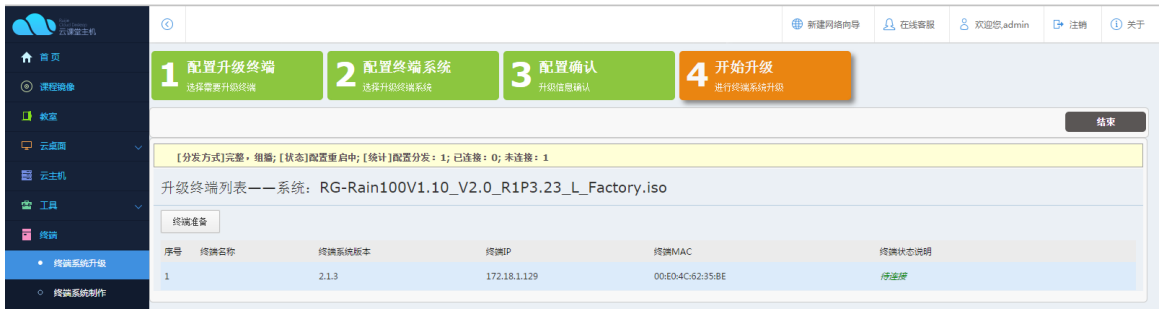 云课堂主机
新建网络向导
在线客服
欢迎您,admin
注销
关于
首页
课程镜像
教室
云桌面
云主机
工具
终端
终端系统升级
终端系统制作
1 配置升级终端
选择需要升级终端
2 配置终端系统
选择升级终端系统
3 配置确认
升级信息确认
4 开始升级
进行终端系统升级
结束
[分发方式]完整，组播; [状态]配置重启中; [统计]配置分发：1; 已连接：0; 未连接：1
升级终端列表——系统：RG-Rain100V1.10_V2.0_R1P3.23_L_Factory.iso
终端准备
序号 终端名称 终端系统版本 终端IP 终端MAC 终端状态说明
1 2.1.3 172.18.1.129 00:E0:4C:62:35:BE 待连接